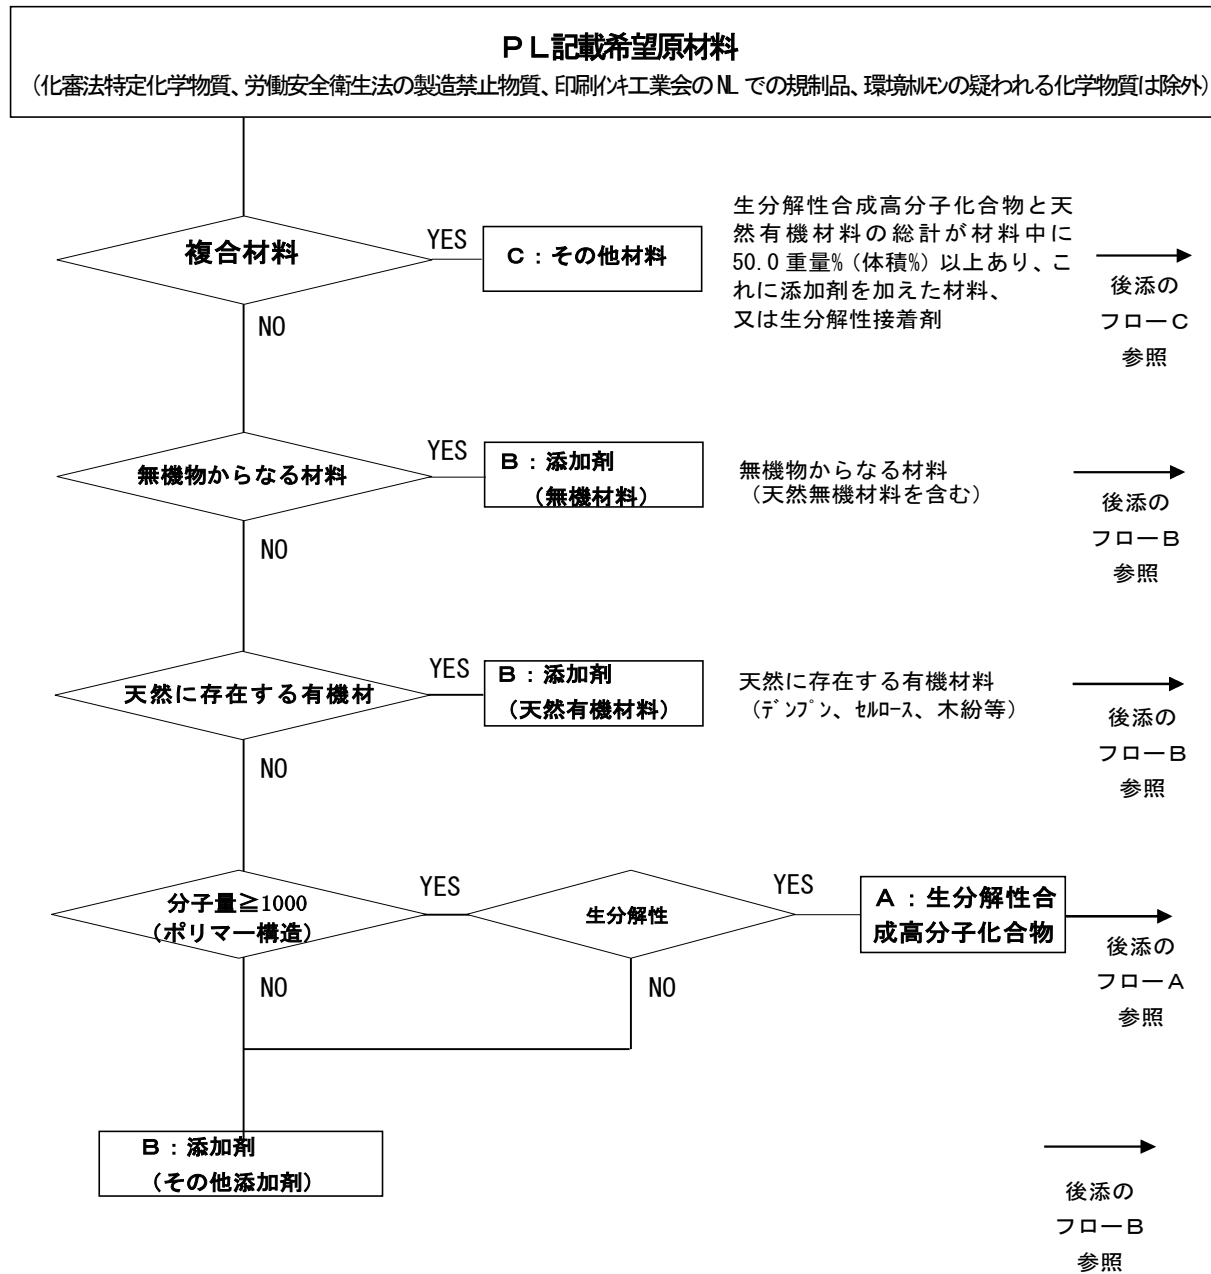 ＰＬ記載希望原材料
（化審法特定化学物質、労働安全衛生法の製造禁止物質、印刷ｲﾝｷ工業会のNLでの規制品、環境ﾎﾙﾓﾝの疑われる化学物質は除外）
複合材料
YES
Ｃ：その他材料
生分解性合成高分子化合物と天
然有機材料の総計が材料中に
50.0 重量%（体積%）以上あり、こ
れに添加剤を加えた材料、
又は生分解性接着剤
後添の
フローＣ
参照
NO
無機物からなる材料
YES
Ｂ：添加剤
（無機材料）
無機物からなる材料
（天然無機材料を含む）
後添の
フローＢ
参照
NO
天然に存在する有機材
YES
Ｂ：添加剤
（天然有機材料）
天然に存在する有機材料
（ﾃﾞﾝﾌﾟﾝ、ｾﾙﾛｰｽ、木紛等）
後添の
フローＢ
参照
NO
分子量≧1000
（ポリマー構造）
YES
生分解性
YES
Ａ：生分解性合
成高分子化合物
後添の
フローＡ
参照
NO
NO
Ｂ：添加剤
（その他添加剤）
後添の
フローＢ
参照